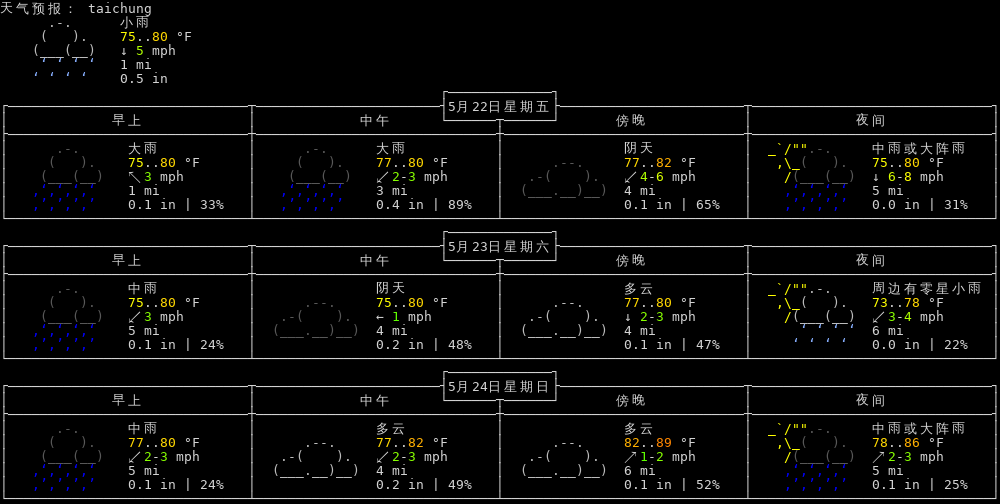 天气预报： taichung
小雨
75..80 °F
↓ 5 mph
1 mi
0.5 in
5月22日星期五
早上 中午 傍晚 夜间
大雨 大雨 阴天 中雨或大阵雨
75..80 °F 77..80 °F 77..82 °F 75..80 °F
↖ 3 mph ↙ 2-3 mph ↙ 4-6 mph ↓ 6-8 mph
1 mi 3 mi 4 mi 5 mi
0.1 in | 33% 0.4 in | 89% 0.1 in | 65% 0.0 in | 31%
5月23日星期六
早上 中午 傍晚 夜间
中雨 阴天 多云 周边有零星小雨
75..80 °F 75..80 °F 77..80 °F 73..78 °F
↙ 3 mph ← 1 mph ↓ 2-3 mph ↙ 3-4 mph
5 mi 4 mi 4 mi 6 mi
0.1 in | 24% 0.2 in | 48% 0.1 in | 47% 0.0 in | 22%
5月24日星期日
早上 中午 傍晚 夜间
中雨 多云 多云 中雨或大阵雨
77..80 °F 77..82 °F 82..89 °F 78..86 °F
↙ 2-3 mph ↙ 2-3 mph ↗ 1-2 mph ↗ 2-3 mph
5 mi 4 mi 6 mi 5 mi
0.1 in | 24% 0.2 in | 49% 0.1 in | 52% 0.1 in | 25%